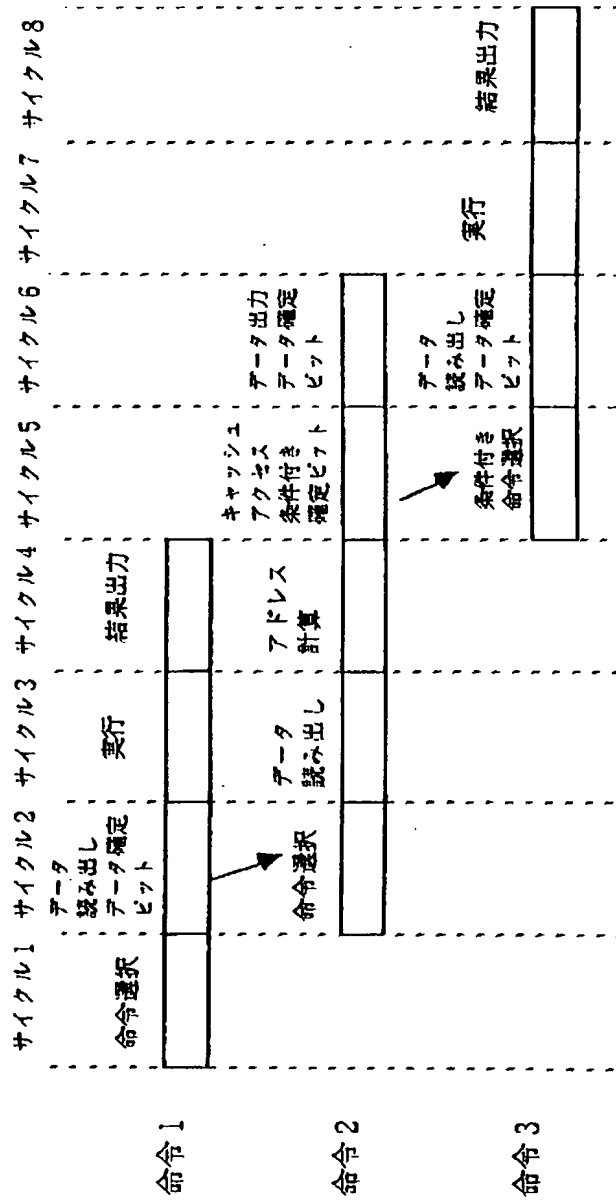 サイクル1 サイクル2 サイクル3 サイクル4 サイクル5 サイクル6 サイクル7 サイクル8
命令1
命令選択
データ
読み出し
データ確定
ビット
実行
結果出力
命令2
命令選択
データ
読み出し
アドレス
計算
キャッシュ
アクセス
条件付き
確定ビット
データ出力
データ確定
ビット
命令3
条件付き
命令選択
データ
読み出し
データ確定
ビット
実行
結果出力